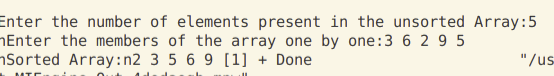 Enter the number of elements present in the unsorted Array:5
nEnter the members of the array one by one:3 6 2 9 5
nSorted Array:n2 3 5 6 9 [1] + Done "/us